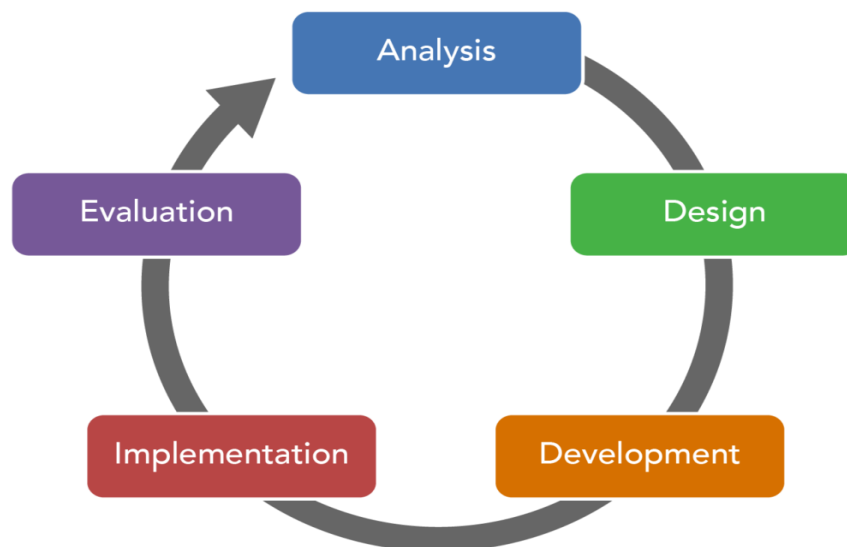 Analysis
Design
Development
Implementation
Evaluation